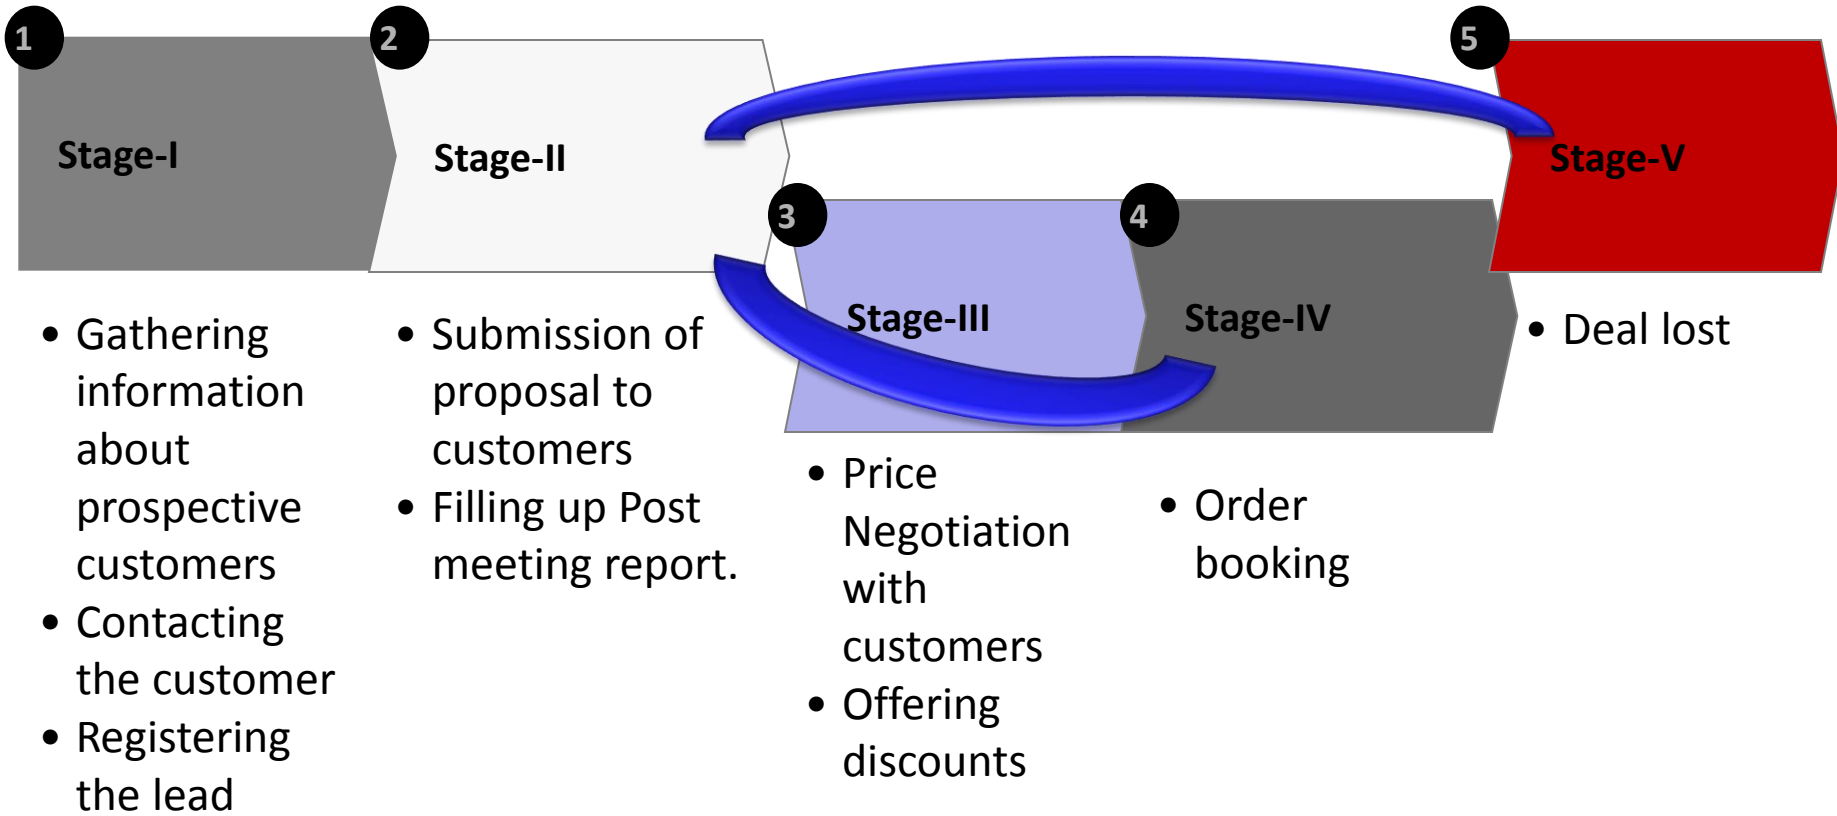 1
Stage-I
• Gathering
information
about
prospective
customers
• Contacting
the customer
• Registering
the lead
2
Stage-II
• Submission of
proposal to
customers
• Filling up Post
meeting report.
3
Stage-III
• Price
Negotiation
with
customers
• Offering
discounts
4
Stage-IV
• Order
booking
5
Stage-V
• Deal lost